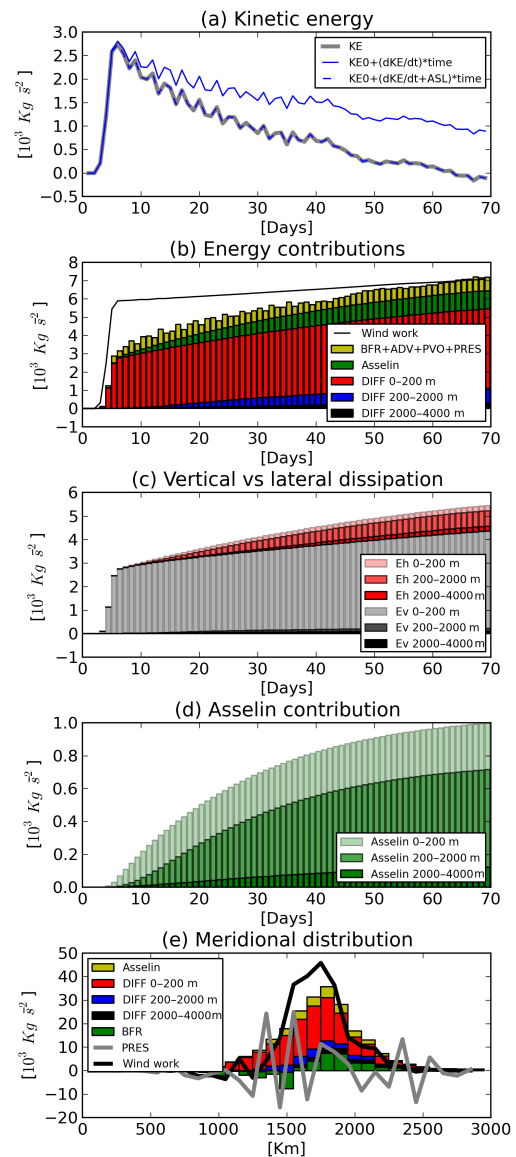 (a) Kinetic energy
3.0
2.5
2.0
1.5
1.0
0.5
0.0
−0.5
[10³ Kg s̄²]
KE
KE0+(dKE/dt)*time
KE0+(dKE/dt+ASL)*time
0 10 20 30 40 50 60 70
[Days]
(b) Energy contributions
8
7
6
5
4
3
2
1
0
−1
[10³ Kg s̄²]
Wind work
BFR+ADV+PVO+PRES
Asselin
DIFF 0–200 m
DIFF 200–2000 m
DIFF 2000–4000 m
0 10 20 30 40 50 60 70
[Days]
(c) Vertical vs lateral dissipation
6
5
4
3
2
1
0
−1
[10³ Kg s̄²]
Eh 0–200 m
Eh 200–2000 m
Eh 2000–4000m
Ev 0–200 m
Ev 200–2000 m
Ev 2000–4000m
0 10 20 30 40 50 60 70
[Days]
(d) Asselin contribution
1.0
0.8
0.6
0.4
0.2
0.0
[10³ Kg s̄²]
Asselin 0–200 m
Asselin 200–2000 m
Asselin 2000–4000m
0 10 20 30 40 50 60 70
[Days]
(e) Meridional distribution
50
40
30
20
10
0
−10
−20
[10³ Kg s̄²]
Asselin
DIFF 0–200 m
DIFF 200–2000 m
DIFF 2000–4000m
BFR
PRES
Wind work
0 500 1000 1500 2000 2500 3000
[Km]